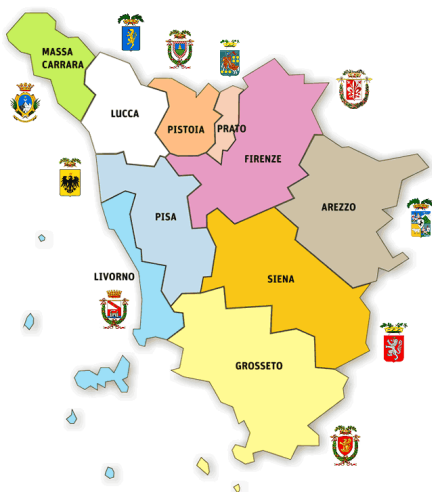 MASSA
CARRARA
LUCCA
PISTOIA
PRATO
FIRENZE
AREZZO
PISA
LIVORNO
SIENA
GROSSETO